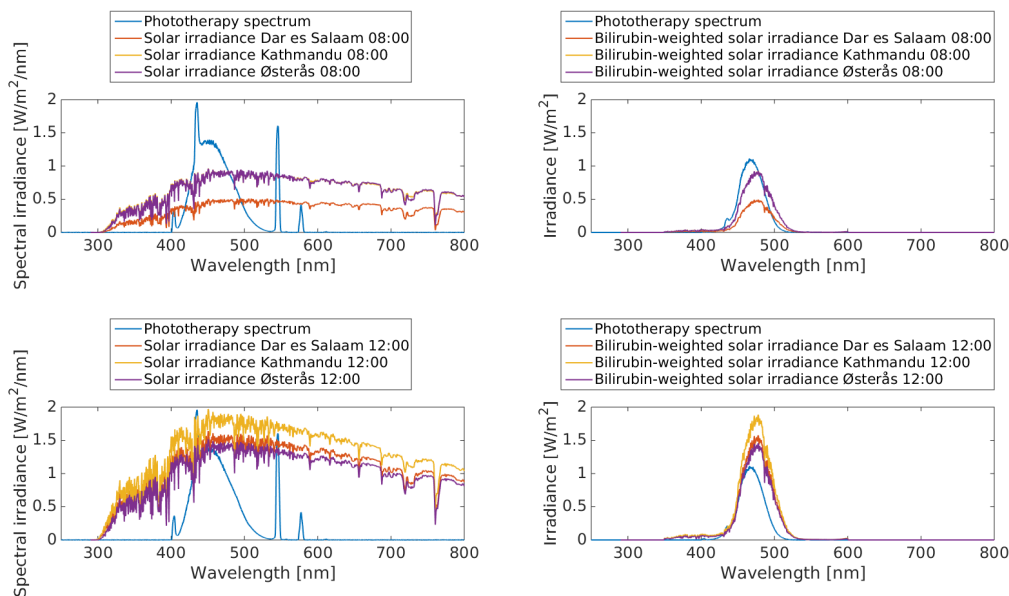 Phototherapy spectrum
Solar irradiance Dar es Salaam 08:00
Solar irradiance Kathmandu 08:00
Solar irradiance Østerås 08:00
Spectral irradiance [W/m²/nm]
2
1.5
1
0.5
0
300 400 500 600 700 800
Wavelength [nm]
Phototherapy spectrum
Bilirubin-weighted solar irradiance Dar es Salaam 08:00
Bilirubin-weighted solar irradiance Kathmandu 08:00
Bilirubin-weighted solar irradiance Østerås 08:00
Irradiance [W/m²]
2
1.5
1
0.5
0
300 400 500 600 700 800
Wavelength [nm]
Phototherapy spectrum
Solar irradiance Dar es Salaam 12:00
Solar irradiance Kathmandu 12:00
Solar irradiance Østerås 12:00
Spectral irradiance [W/m²/nm]
2
1.5
1
0.5
0
300 400 500 600 700 800
Wavelength [nm]
Phototherapy spectrum
Bilirubin-weighted solar irradiance Dar es Salaam 12:00
Bilirubin-weighted solar irradiance Kathmandu 12:00
Bilirubin-weighted solar irradiance Østerås 12:00
Irradiance [W/m²]
2
1.5
1
0.5
0
300 400 500 600 700 800
Wavelength [nm]